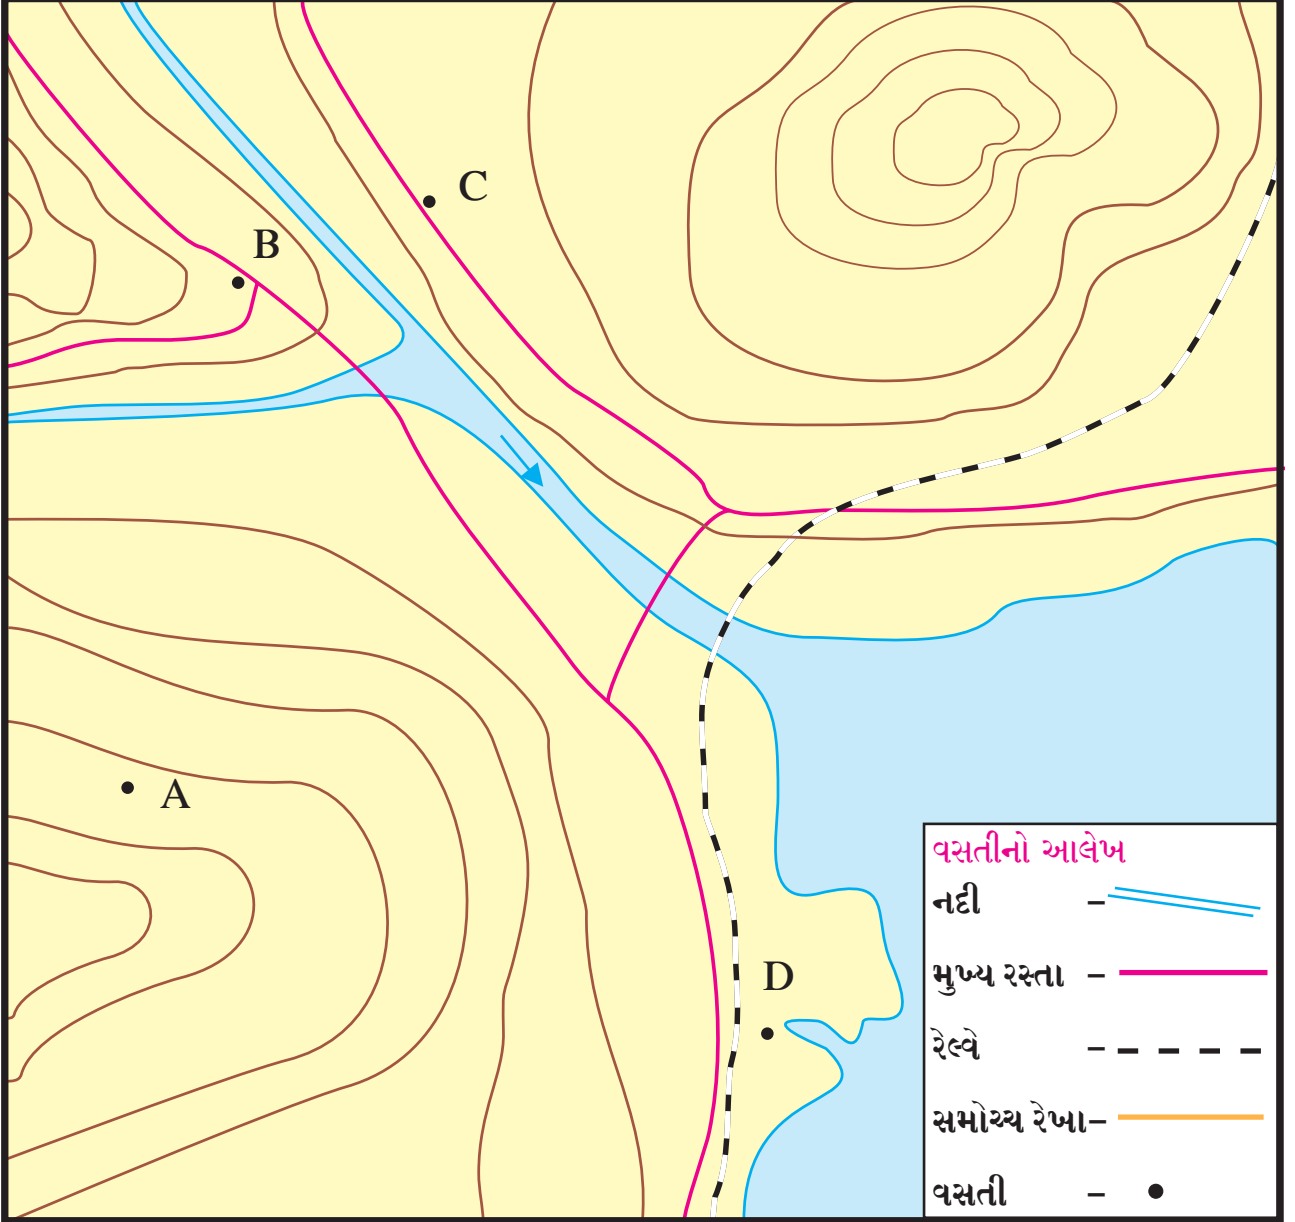 C
B
A
D
વસતીનો આલેખ
નદી –
મુખ્ય રસ્તા –
રેલ્વે –
સમોચ્ચ રેખા –
વસતી –